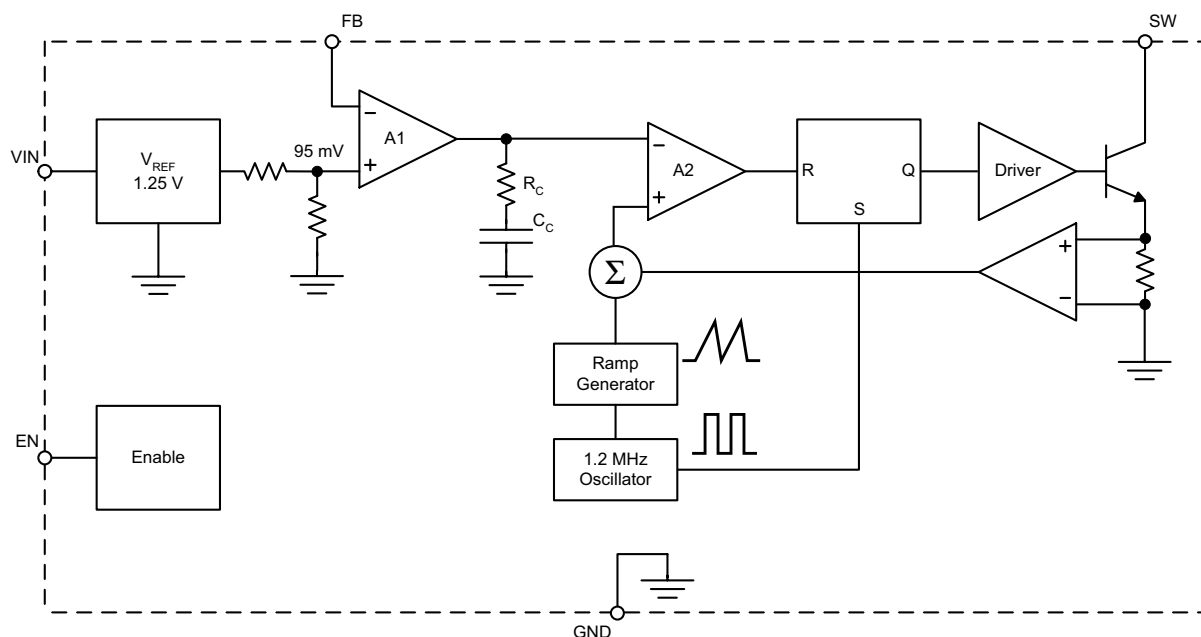 FB
SW
VIN
V_REF
1.25 V
95 mV
−
+
A1
R_C
C_C
−
+
A2
R
Q
S
Driver
+
−
Σ
Ramp
Generator
EN
Enable
1.2 MHz
Oscillator
GND